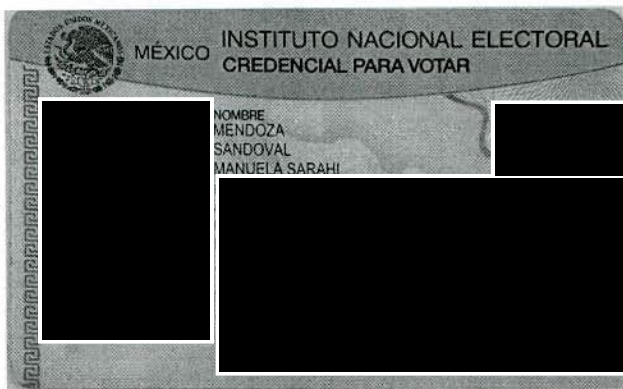 MÉXICO INSTITUTO NACIONAL ELECTORAL
CREDENCIAL PARA VOTAR
NOMBRE
MENDOZA
SANDOVAL
MANUELA SARAHI